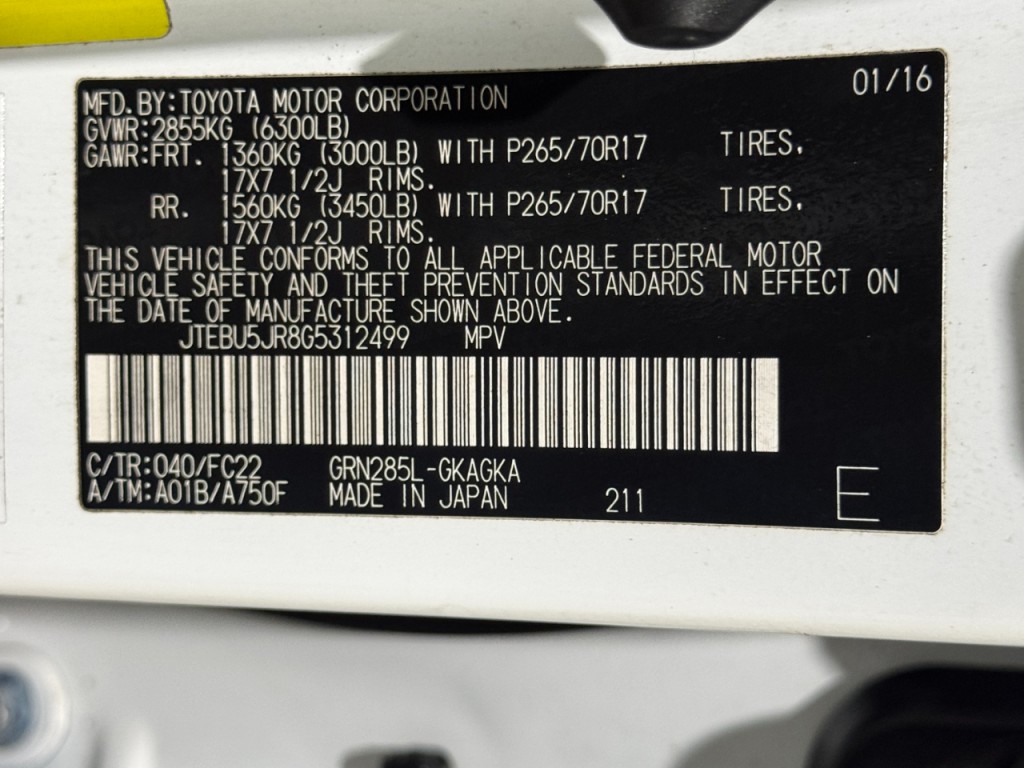 01/16
MFD. BY:TOYOTA MOTOR CORPORATION
GVWR:2855KG (6300LB)
GAWR:FRT. 1360KG (3000LB) WITH P265/70R17 TIRES,
17X7 1/2J RIMS.
RR. 1560KG (3450LB) WITH P265/70R17 TIRES,
17X7 1/2J RIMS.
THIS VEHICLE CONFORMS TO ALL APPLICABLE FEDERAL MOTOR
VEHICLE SAFETY AND THEFT PREVENTION STANDARDS IN EFFECT ON
THE DATE OF MANUFACTURE SHOWN ABOVE.
JTEBU5JR8G5312499 MPV
C/TR:040/FC22 GRN285L-GKAGKA
A/TM:A01B/A750F MADE IN JAPAN 211 E